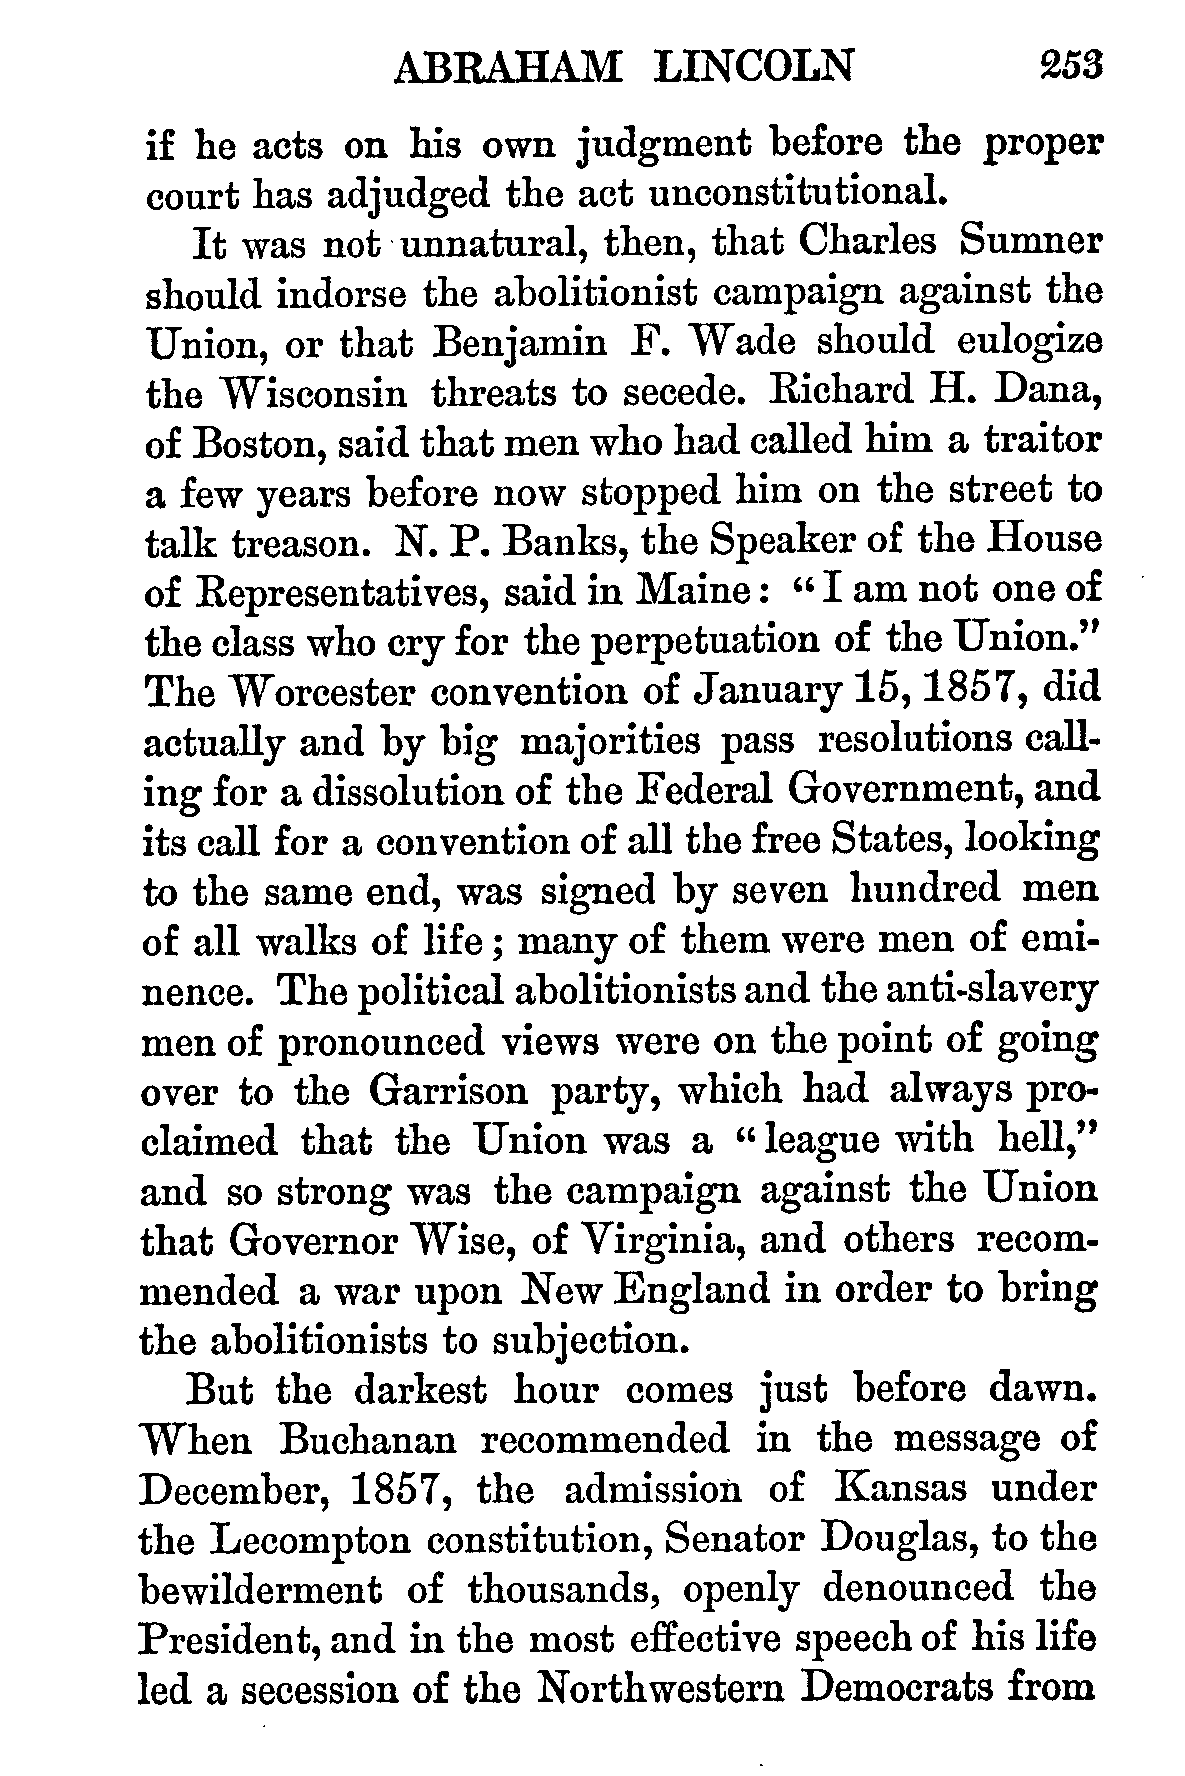 ABRAHAM LINCOLN 253
if he acts on his own judgment before the proper
court has adjudged the act unconstitutional.
It was not unnatural, then, that Charles Sumner
should indorse the abolitionist campaign against the
Union, or that Benjamin F. Wade should eulogize
the Wisconsin threats to secede. Richard H. Dana,
of Boston, said that men who had called him a traitor
a few years before now stopped him on the street to
talk treason. N. P. Banks, the Speaker of the House
of Representatives, said in Maine: "I am not one of
the class who cry for the perpetuation of the Union."
The Worcester convention of January 15, 1857, did
actually and by big majorities pass resolutions call-
ing for a dissolution of the Federal Government, and
its call for a convention of all the free States, looking
to the same end, was signed by seven hundred men
of all walks of life; many of them were men of emi-
nence. The political abolitionists and the anti-slavery
men of pronounced views were on the point of going
over to the Garrison party, which had always pro-
claimed that the Union was a "league with hell,"
and so strong was the campaign against the Union
that Governor Wise, of Virginia, and others recom-
mended a war upon New England in order to bring
the abolitionists to subjection.
But the darkest hour comes just before dawn.
When Buchanan recommended in the message of
December, 1857, the admission of Kansas under
the Lecompton constitution, Senator Douglas, to the
bewilderment of thousands, openly denounced the
President, and in the most effective speech of his life
led a secession of the Northwestern Democrats from